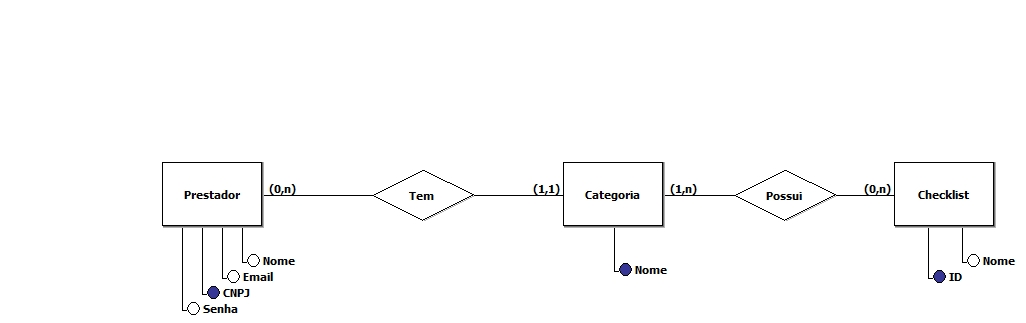 Prestador
(0,n)
Tem
(1,1)
Categoria
(1,n)
Possui
(0,n)
Checklist
Nome
Email
CNPJ
Senha
Nome
Nome
ID